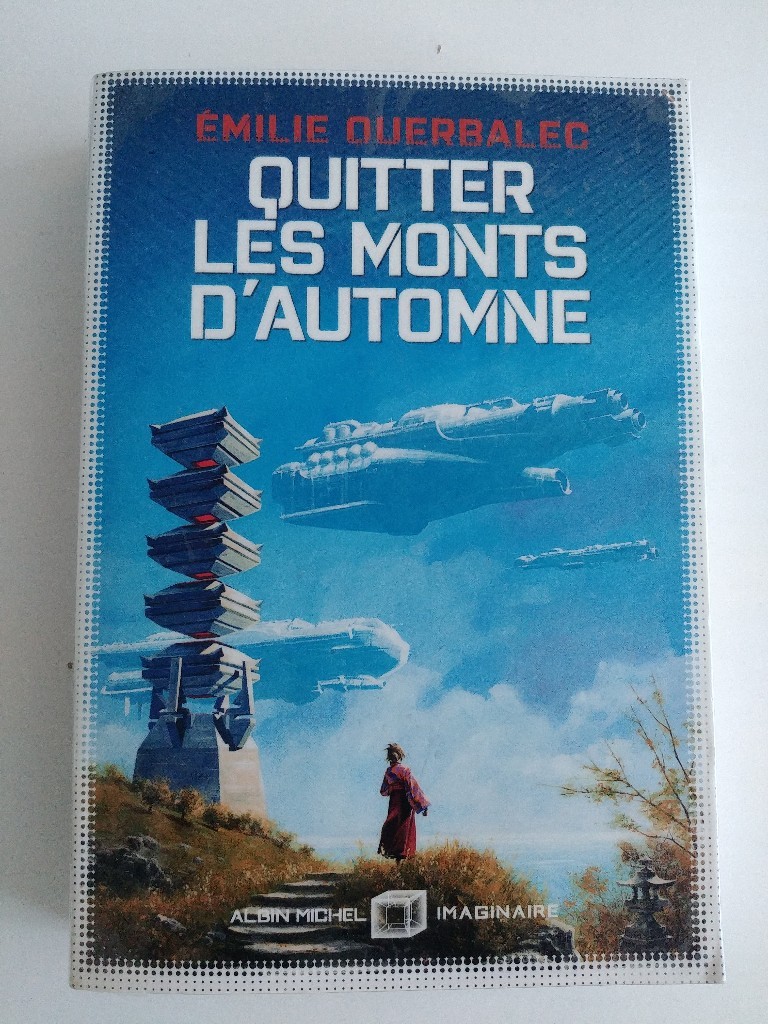 ÉMILIE QUERBALEC
QUITTER
LES MONTS
D'AUTOMNE
ALBIN MICHEL IMAGINAIRE